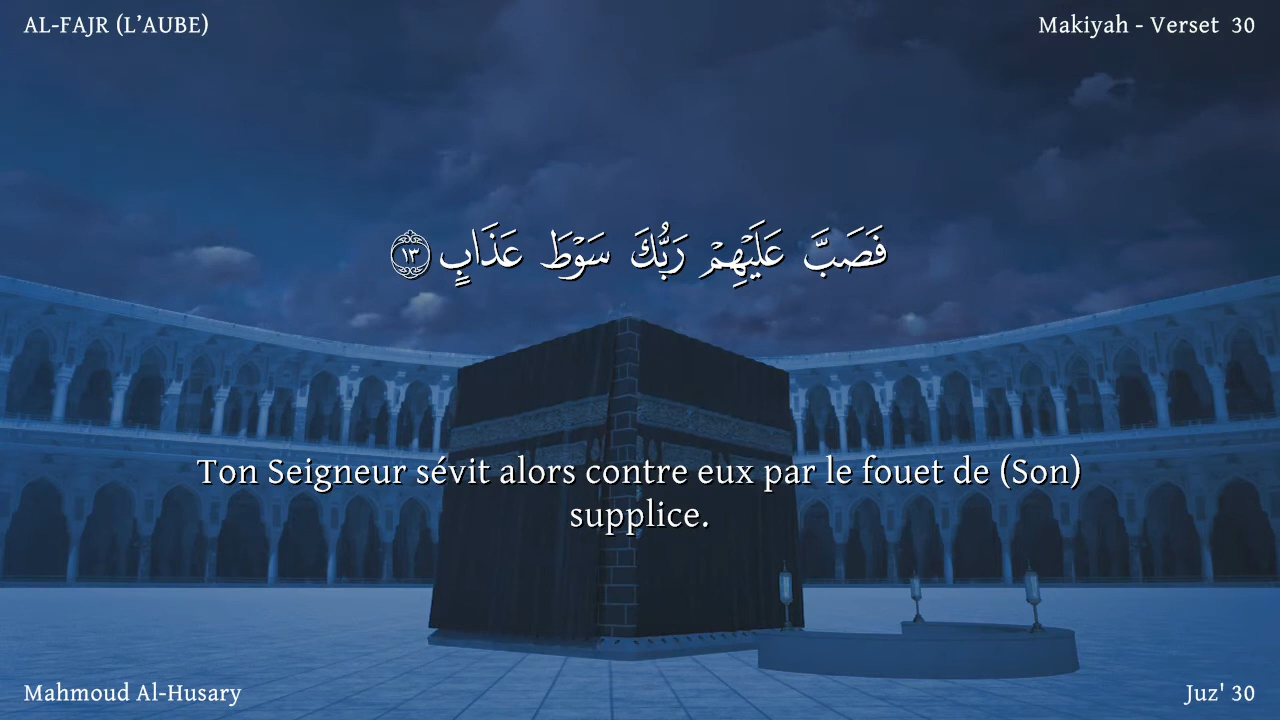 AL-FAJR (L’AUBE)
Makiyah - Verset 30
فَصَبَّ عَلَيْهِمْ رَبُّكَ سَوْطَ عَذَابٍ ١٣
Ton Seigneur sévit alors contre eux par le fouet de (Son)
supplice.
Mahmoud Al-Husary
Juz' 30